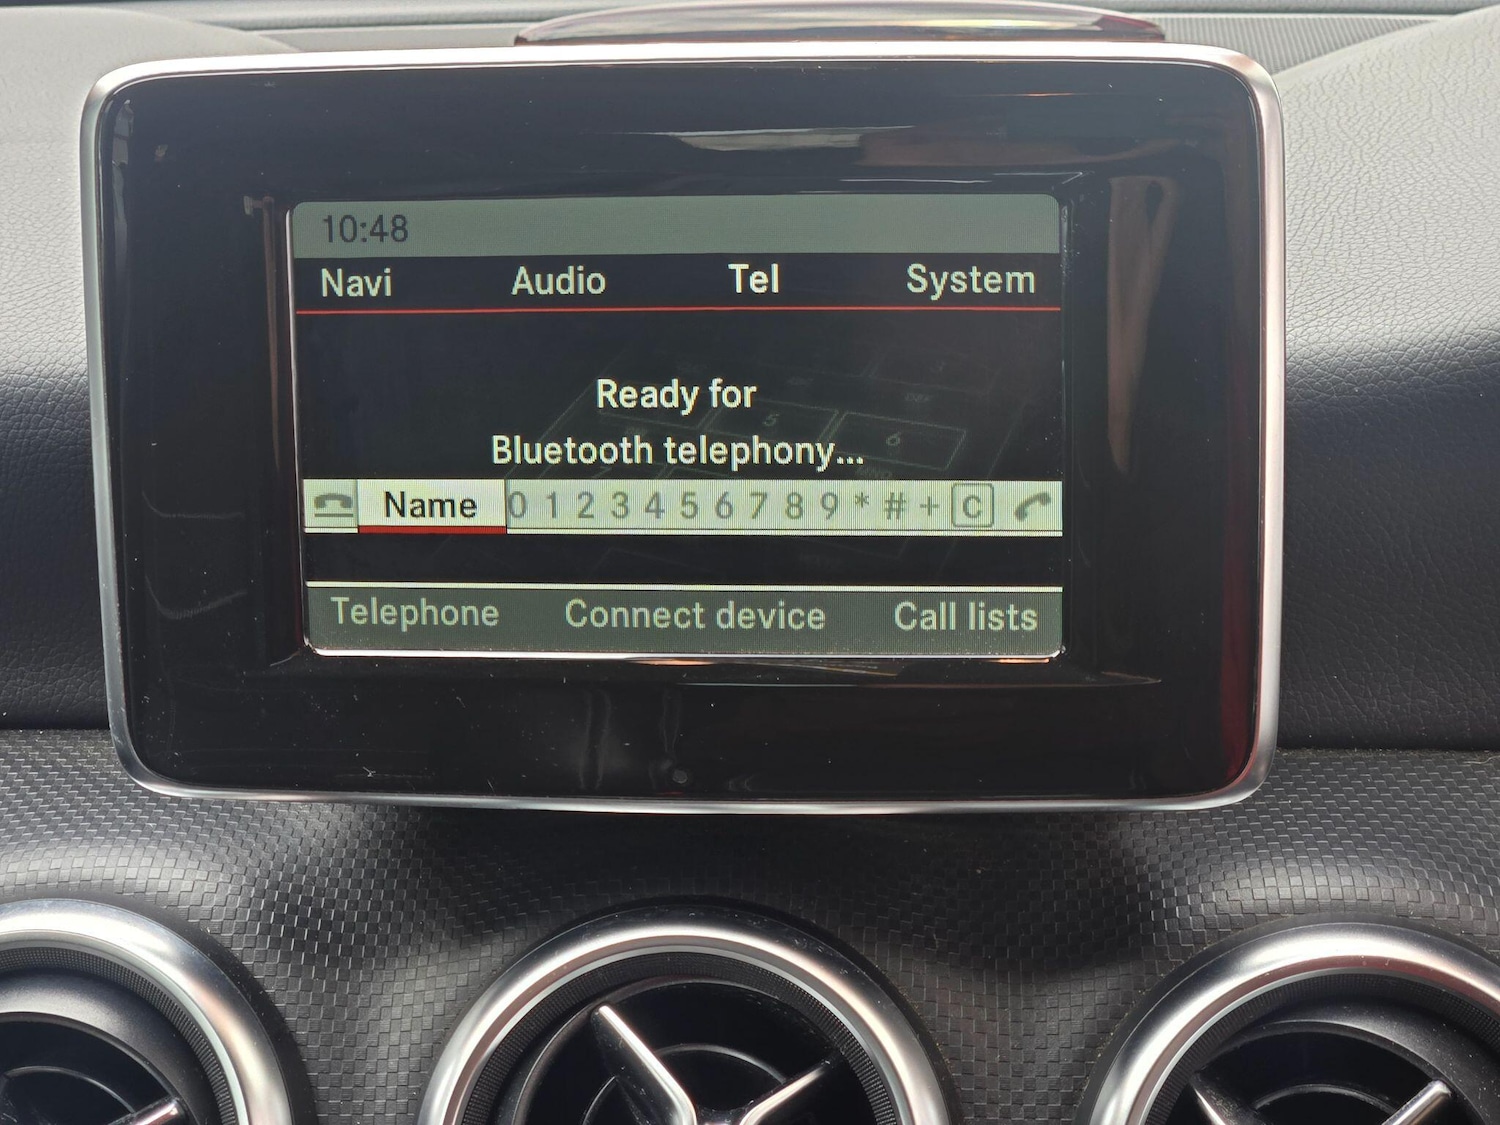 10:48
Navi Audio Tel System
Ready for
Bluetooth telephony...
Name 0 1 2 3 4 5 6 7 8 9 * # + C
Telephone Connect device Call lists